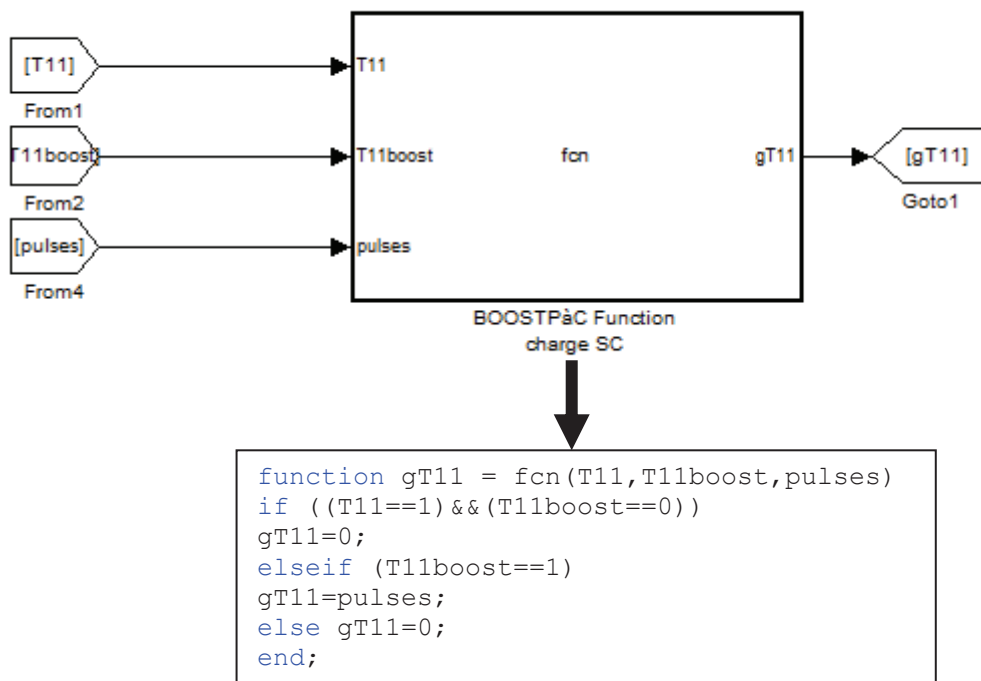 [T11]
From1
T11boost]
From2
[pulses]
From4
T11
T11boost
pulses
fcn
gT11
[gT11]
Goto1
BOOSTPàC Function
charge SC
function gT11 = fcn(T11,T11boost,pulses)
if ((T11==1)&&(T11boost==0))
gT11=0;
elseif (T11boost==1)
gT11=pulses;
else gT11=0;
end;